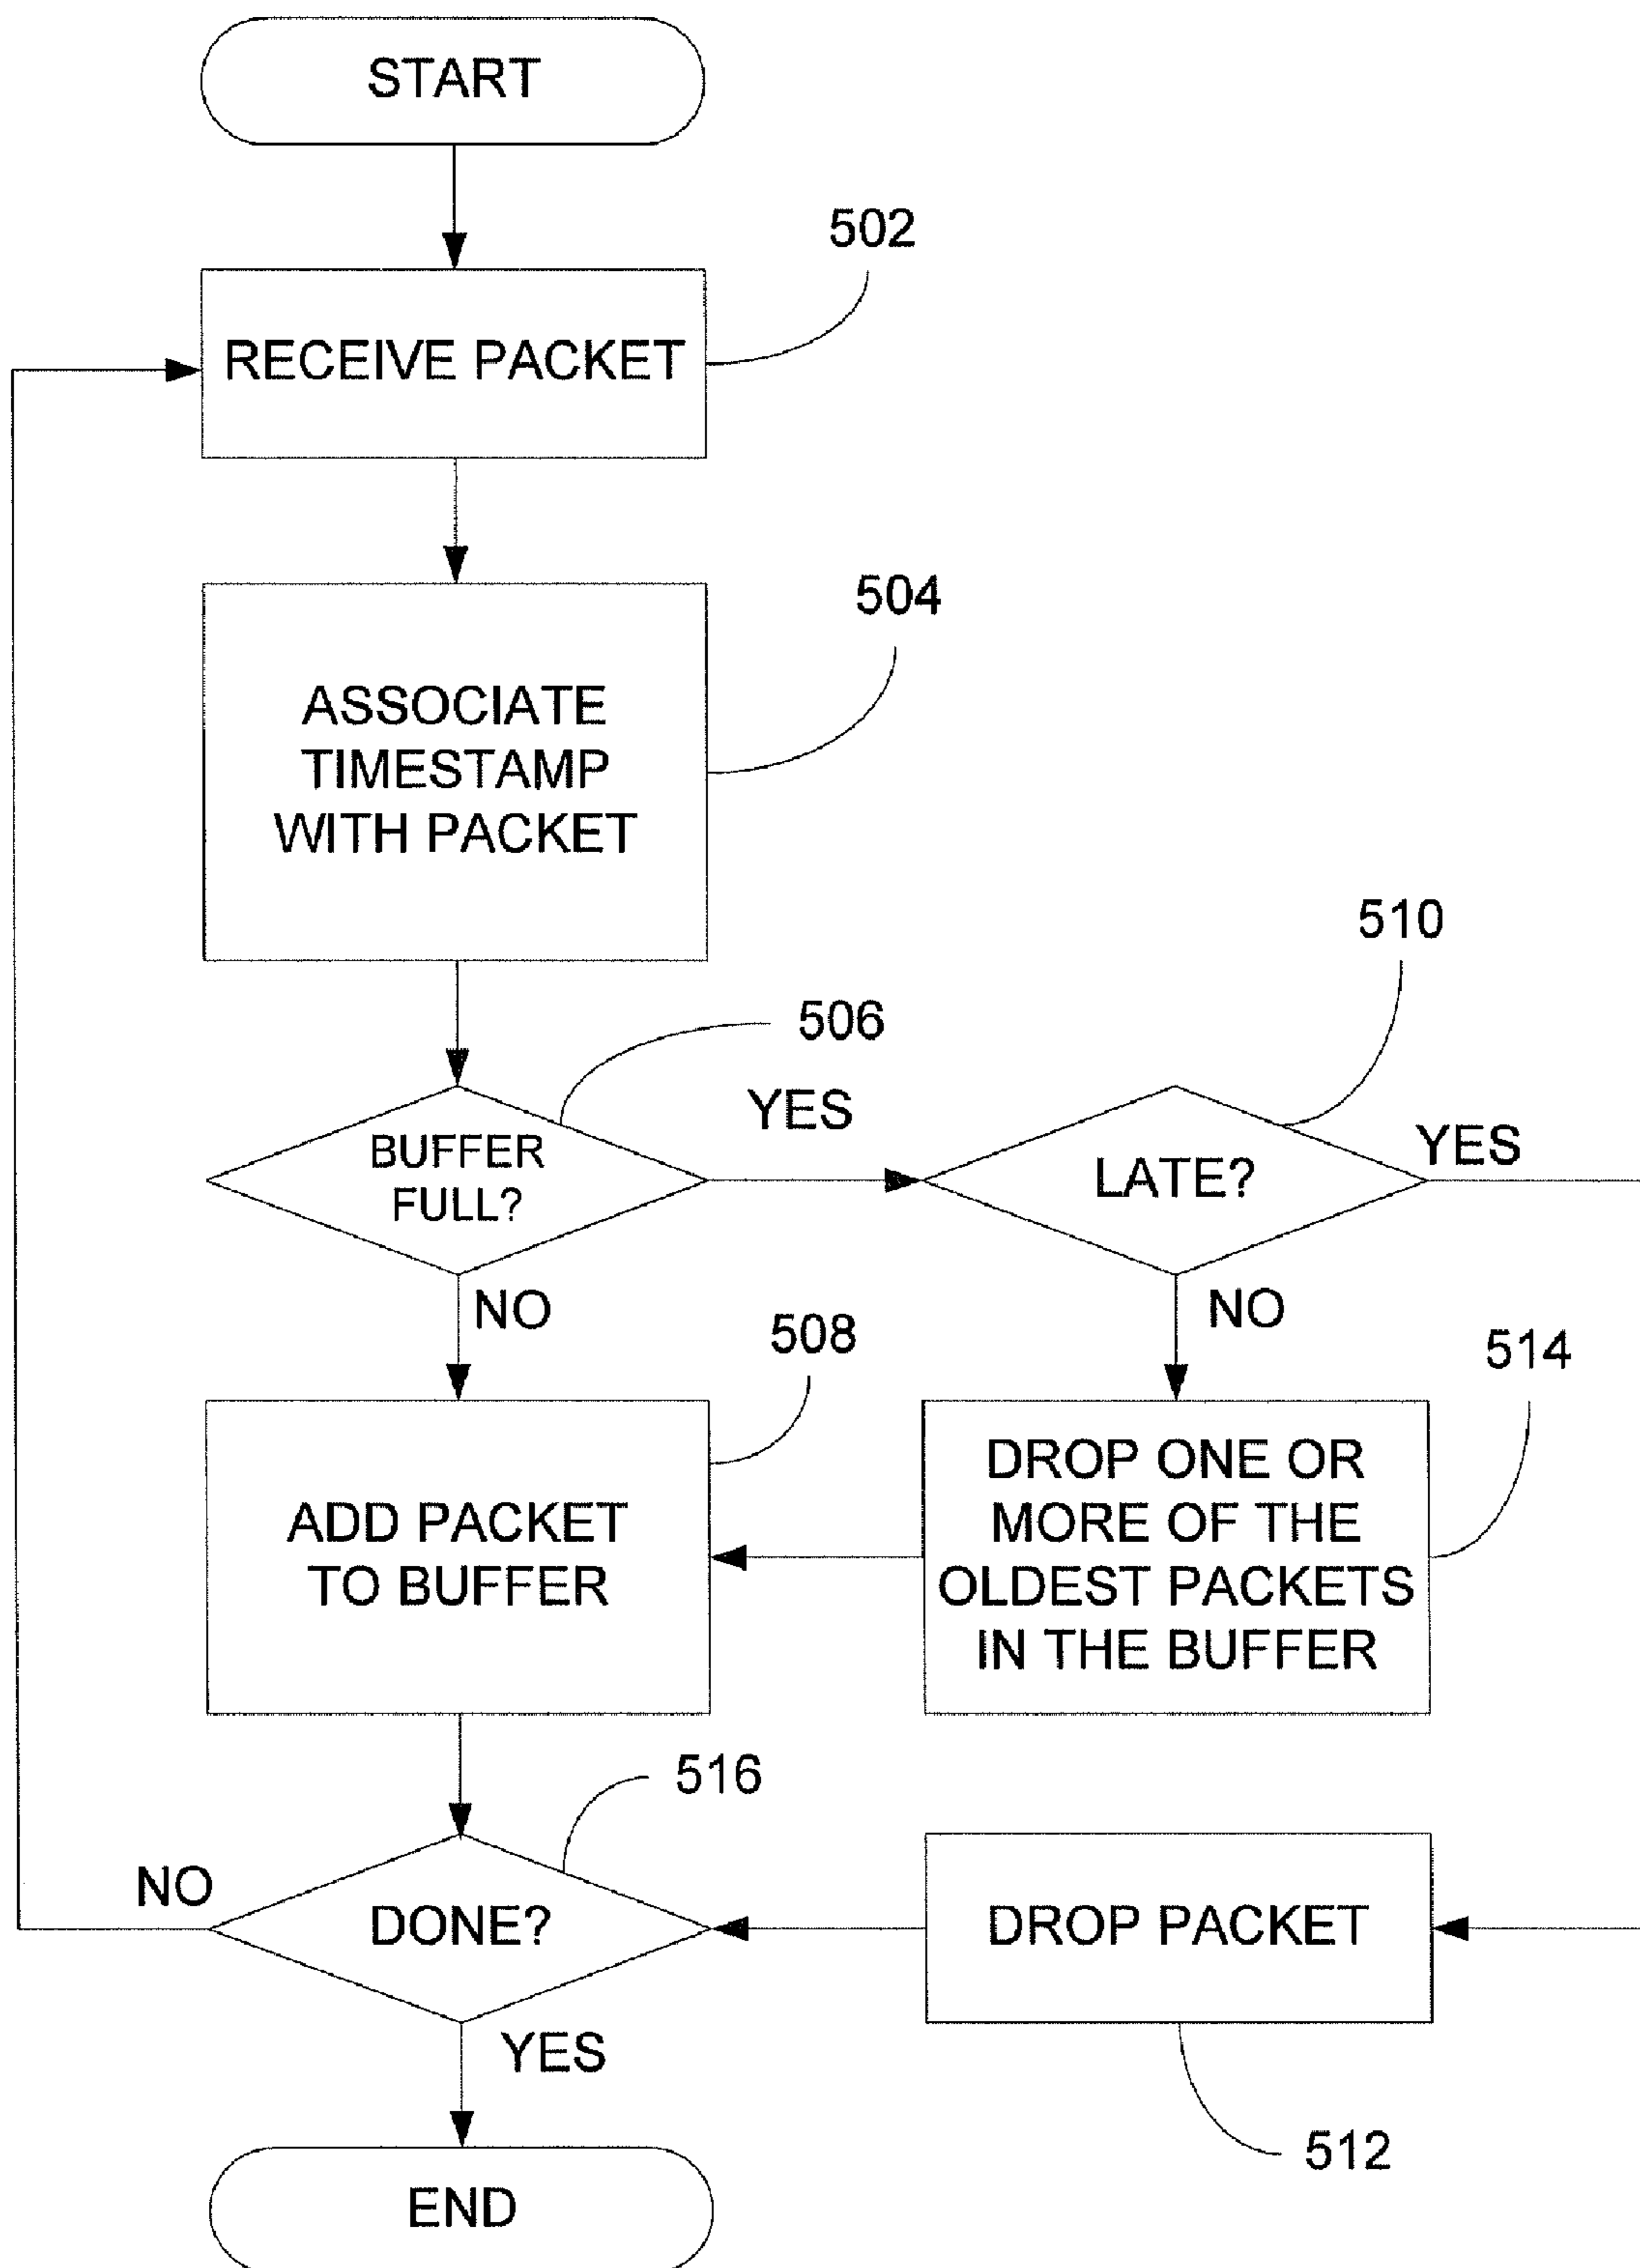 START
502
RECEIVE PACKET
504
ASSOCIATE
TIMESTAMP
WITH PACKET
510
506
YES
YES
BUFFER
FULL?
LATE?
NO
NO
508
514
ADD PACKET
TO BUFFER
DROP ONE OR
MORE OF THE
OLDEST PACKETS
IN THE BUFFER
516
NO
DONE?
DROP PACKET
YES
512
END